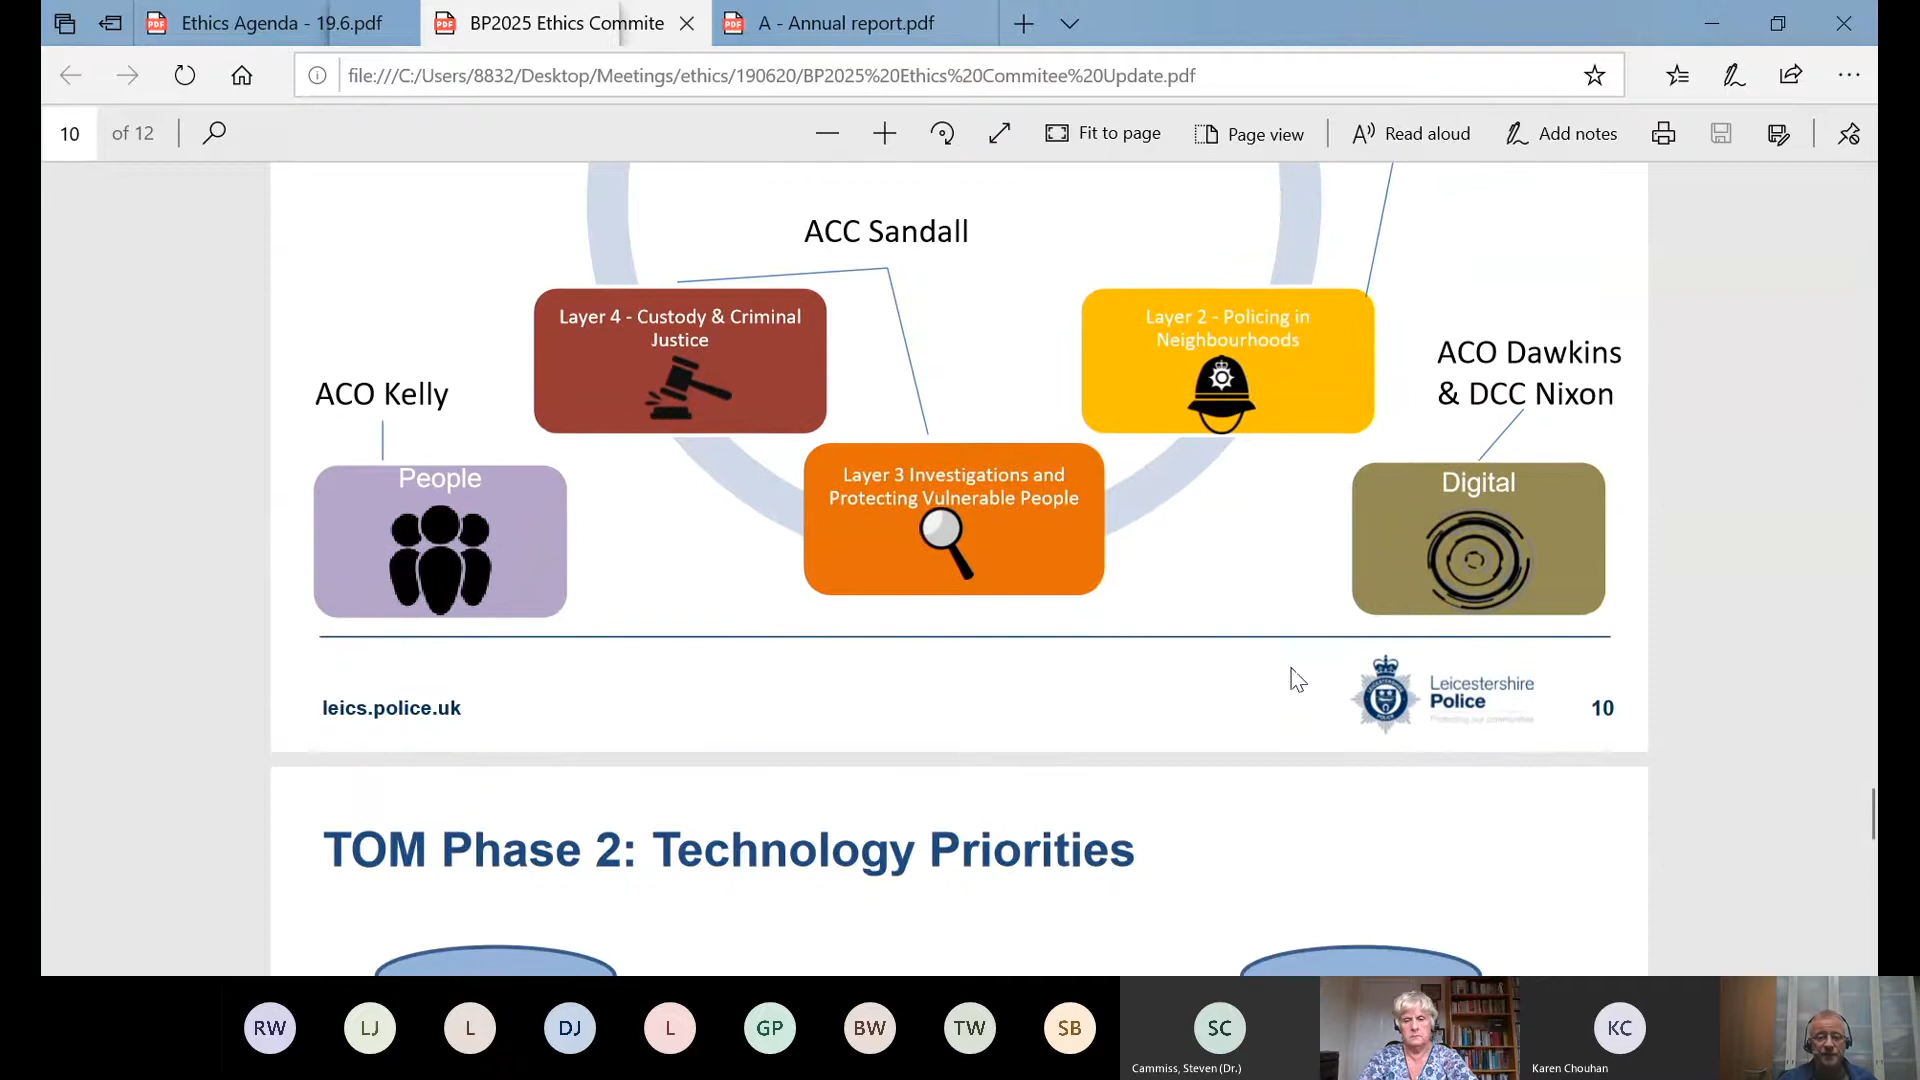 Ethics Agenda - 19.6.pdf
BP2025 Ethics Commite
A - Annual report.pdf
file:///C:/Users/8832/Desktop/Meetings/ethics/190620/BP2025%20Ethics%20Commitee%20Update.pdf
10 of 12
Fit to page
Page view
Read aloud
Add notes
ACC Sandall
Layer 4 - Custody & Criminal
Justice
Layer 2 - Policing in
Neighbourhoods
ACO Dawkins
& DCC Nixon
ACO Kelly
People
Layer 3 Investigations and
Protecting Vulnerable People
Digital
leics.police.uk
Leicestershire
Police
Protecting our communities
10
TOM Phase 2: Technology Priorities
RW
LJ
L
DJ
L
GP
BW
TW
SB
SC
KC
Cammiss, Steven (Dr.)
Karen Chouhan